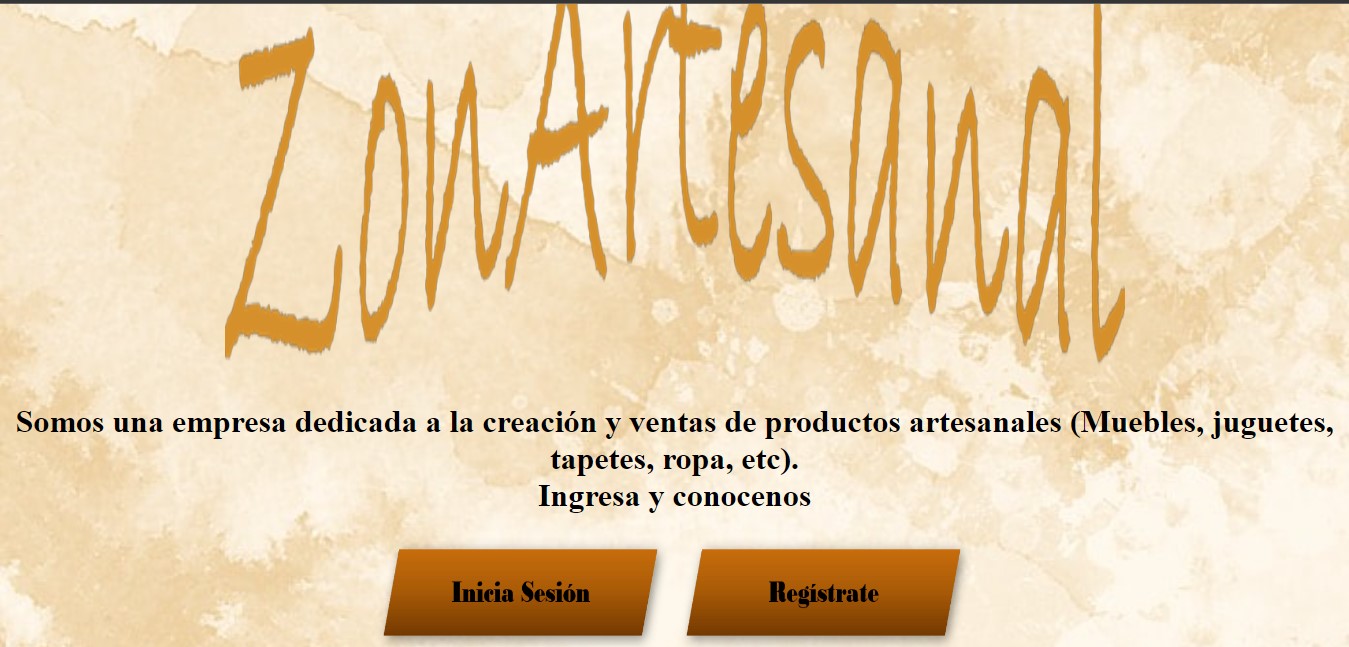 ZonArtesanal
Somos una empresa dedicada a la creación y ventas de productos artesanales (Muebles, juguetes,
tapetes, ropa, etc).
Ingresa y conocenos
Inicia Sesión
Regístrate